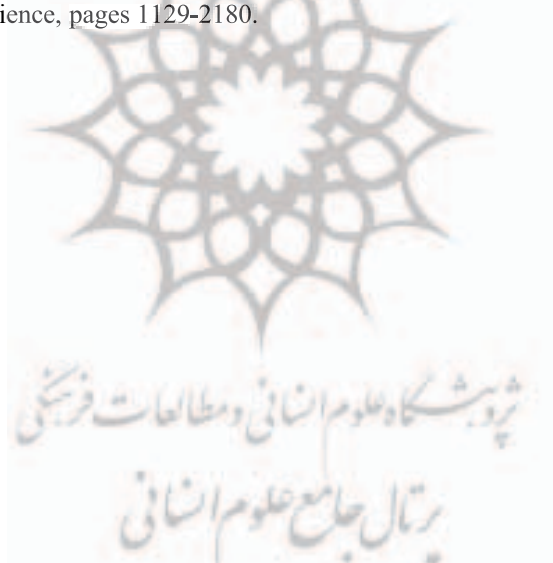 ience, pages 1129-2180.
پژوهشگاه علوم انسانی و مطالعات فرهنگی
پرتال جامع علوم انسانی